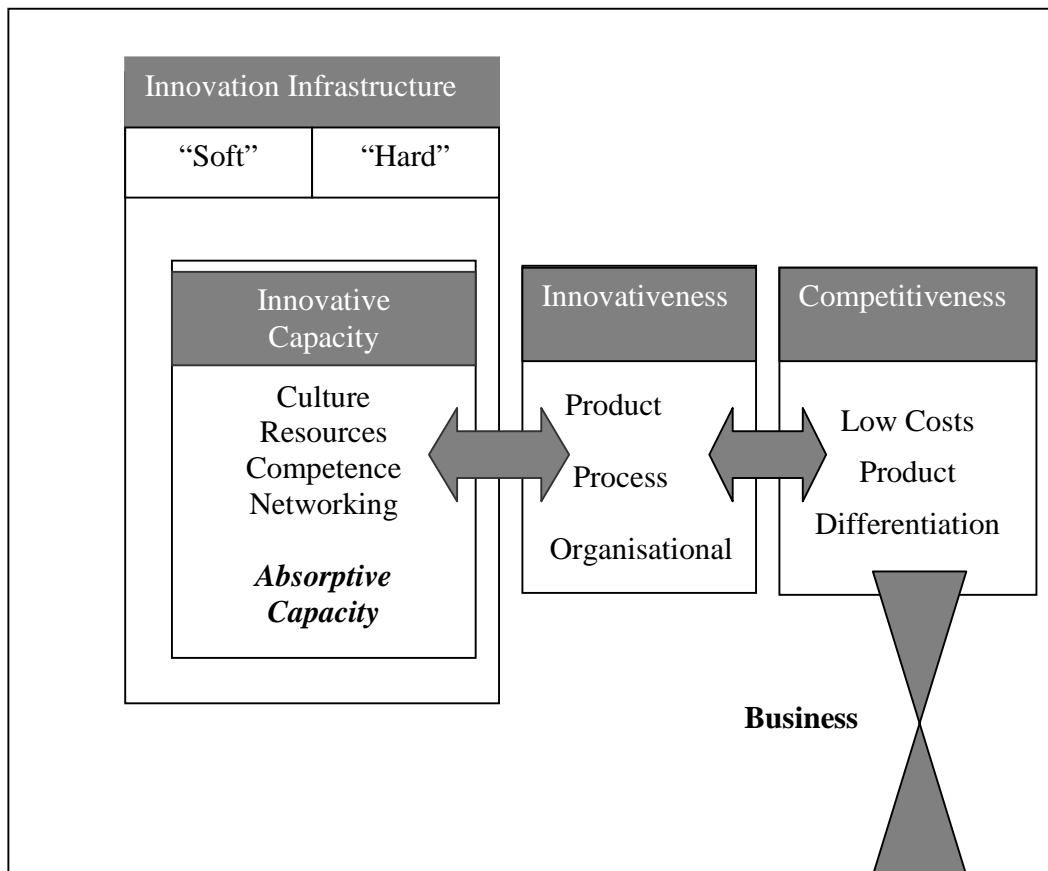 Innovation Infrastructure
“Soft”
“Hard”
Innovative
Capacity
Culture
Resources
Competence
Networking
Absorptive
Capacity
Innovativeness
Product
Process
Organisational
Competitiveness
Low Costs
Product
Differentiation
Business